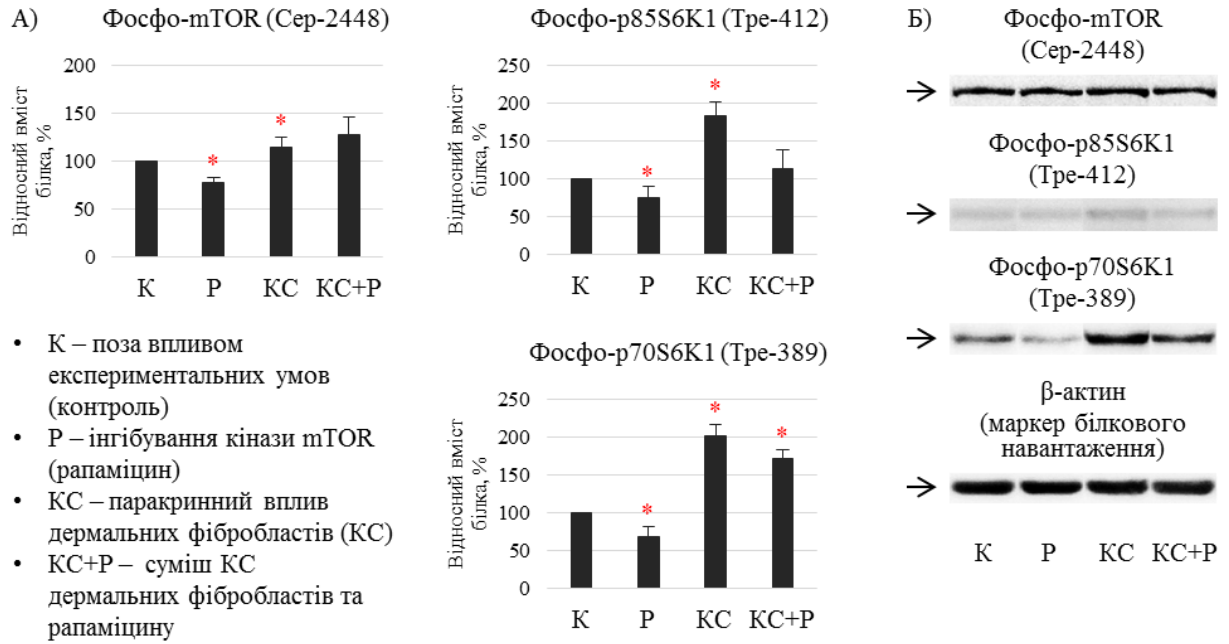 А)
Фосфо-mTOR (Сер-2448)
Відносний вміст
білка, %
200
150
100
50
0
К Р КС КС+Р
Фосфо-p85S6K1 (Тре-412)
Відносний вміст
білка, %
250
200
150
100
50
0
*
*
К Р КС КС+Р
*
*
• К – поза впливом
експериментальних умов
(контроль)
• Р – інгібування кінази mTOR
(рапаміцин)
• КС – паракринний вплив
дермальних фібробластів (КС)
• КС+Р – суміш КС
дермальних фібробластів та
рапаміцину
Фосфо-p70S6K1 (Тре-389)
Відносний вміст
білка, %
250
200
150
100
50
0
*
*
*
К Р КС КС+Р
Б)
Фосфо-mTOR
(Сер-2448)
Фосфо-p85S6K1
(Тре-412)
Фосфо-p70S6K1
(Тре-389)
β-актин
(маркер білкового
навантаження)
К Р КС КС+Р